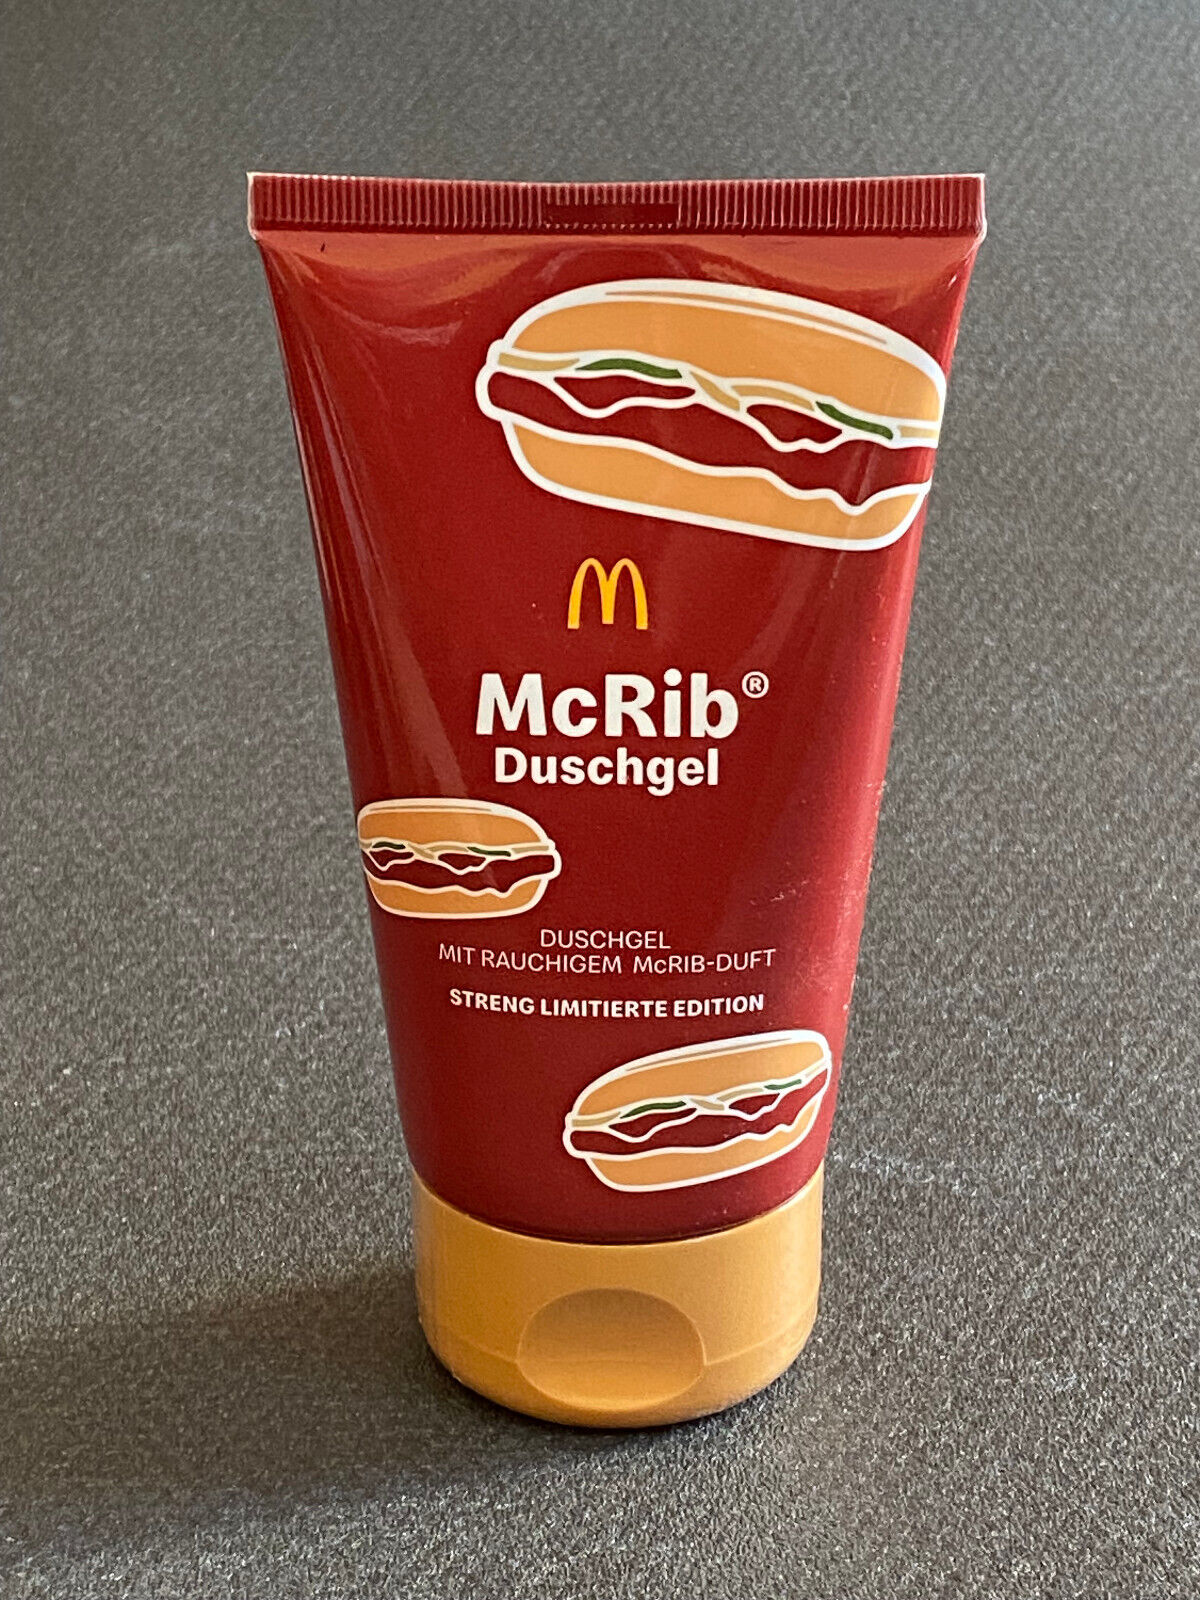 McRib®
Duschgel
DUSCHGEL
MIT RAUCHIGEM McRIB-DUFT
STRENG LIMITIERTE EDITION